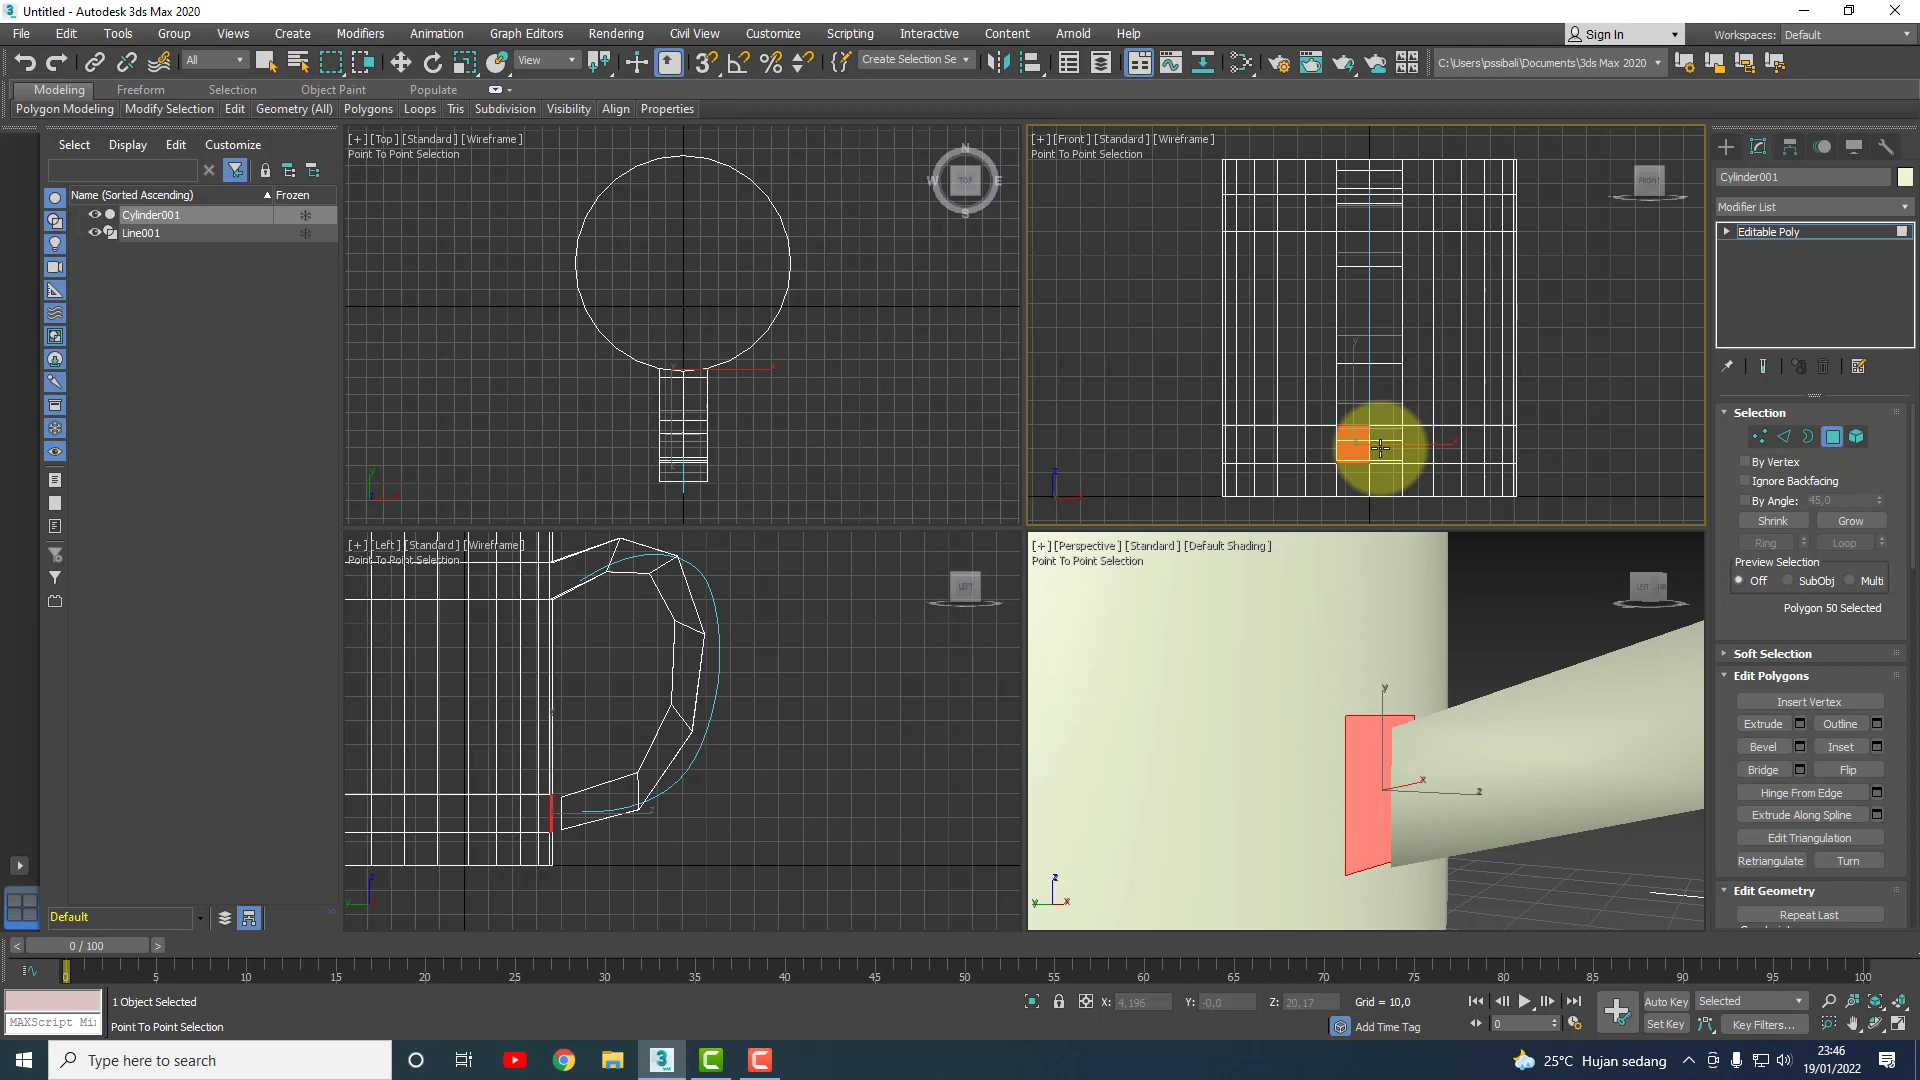 Untitled - Autodesk 3ds Max 2020
File Edit Tools Group Views Create Modifiers Animation Graph Editors Rendering Civil View Customize Scripting Interactive Content Arnold Help
Sign In Workspaces: Default
All View Create Selection Se C:\Users\pssibali\Documents\3ds Max 2020
Modeling Freeform Selection Object Paint Populate
Polygon Modeling Modify Selection Edit Geometry (All) Polygons Loops Tris Subdivision Visibility Align Properties
Select Display Edit Customize
Name (Sorted Ascending) Frozen
Cylinder001
Line001
Default
[+] [Top] [Standard] [Wireframe]
Point To Point Selection
N
W TOP E
S
[+] [Front] [Standard] [Wireframe]
Point To Point Selection
FRONT
[+] [Left] [Standard] [Wireframe]
Point To Point Selection
LEFT
[+] [Perspective] [Standard] [Default Shading]
Point To Point Selection
LEFT
Cylinder001
Modifier List
Editable Poly
Selection
By Vertex
Ignore Backfacing
By Angle: 45,0
Shrink Grow
Ring Loop
Preview Selection
Off SubObj Multi
Polygon 50 Selected
Soft Selection
Edit Polygons
Insert Vertex
Extrude Outline
Bevel Inset
Bridge Flip
Hinge From Edge
Extrude Along Spline
Edit Triangulation
Retriangulate Turn
Edit Geometry
Repeat Last
0 / 100
0 5 10 15 20 25 30 35 40 45 50 55 60 65 70 75 80 85 90 95 100
1 Object Selected
Point To Point Selection
MAXScript Mi
X: 4,196 Y: -0,0 Z: 20,17 Grid = 10,0
Add Time Tag
0
Auto Key Selected
Set Key Key Filters...
Type here to search
25°C Hujan sedang
23:46
19/01/2022